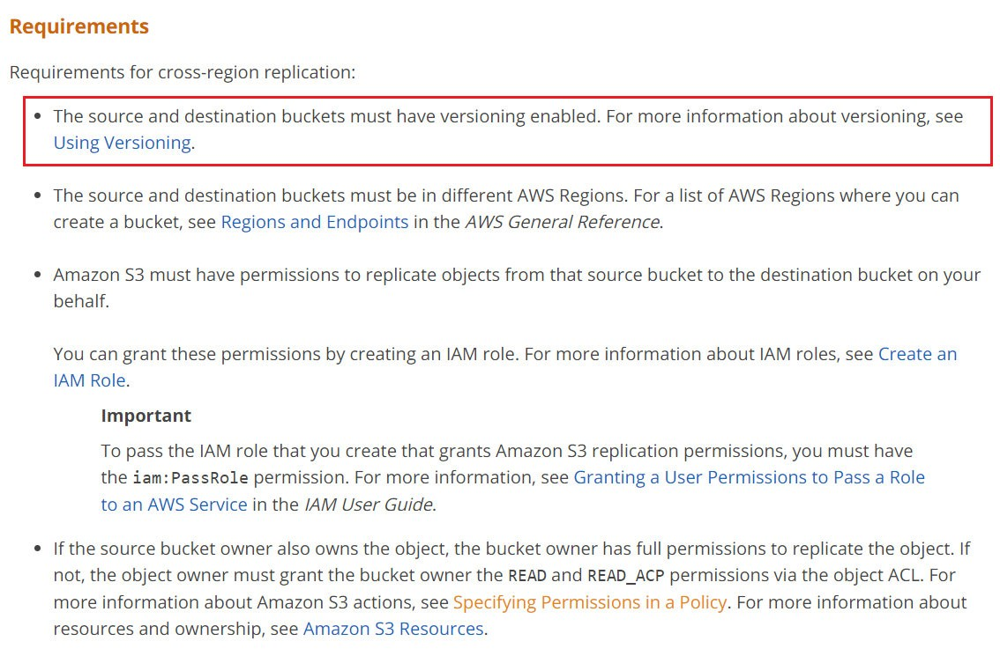 Requirements
Requirements for cross-region replication:
• The source and destination buckets must have versioning enabled. For more information about versioning, see
Using Versioning.
• The source and destination buckets must be in different AWS Regions. For a list of AWS Regions where you can
create a bucket, see Regions and Endpoints in the AWS General Reference.
• Amazon S3 must have permissions to replicate objects from that source bucket to the destination bucket on your
behalf.
You can grant these permissions by creating an IAM role. For more information about IAM roles, see Create an
IAM Role.
Important
To pass the IAM role that you create that grants Amazon S3 replication permissions, you must have
the iam:PassRole permission. For more information, see Granting a User Permissions to Pass a Role
to an AWS Service in the IAM User Guide.
• If the source bucket owner also owns the object, the bucket owner has full permissions to replicate the object. If
not, the object owner must grant the bucket owner the READ and READ_ACP permissions via the object ACL. For
more information about Amazon S3 actions, see Specifying Permissions in a Policy. For more information about
resources and ownership, see Amazon S3 Resources.